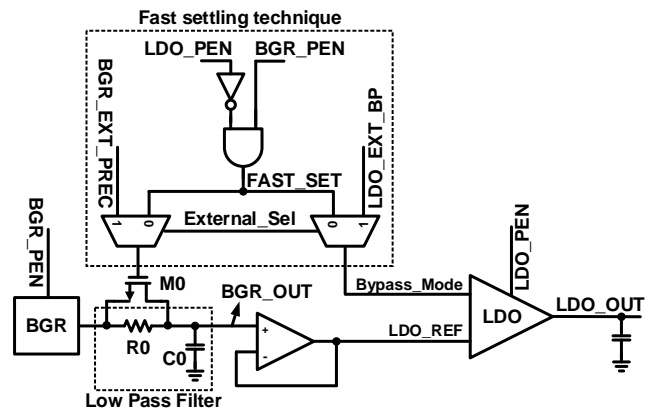 Fast settling technique
LDO_PEN
BGR_PEN
BGR_EXT_PREC
LDO_EXT_BP
FAST_SET
1
0
External_Sel
0
1
BGR_PEN
M0
BGR_OUT
Bypass_Mode
LDO_PEN
BGR
R0
C0
+
-
LDO_REF
LDO
LDO_OUT
Low Pass Filter